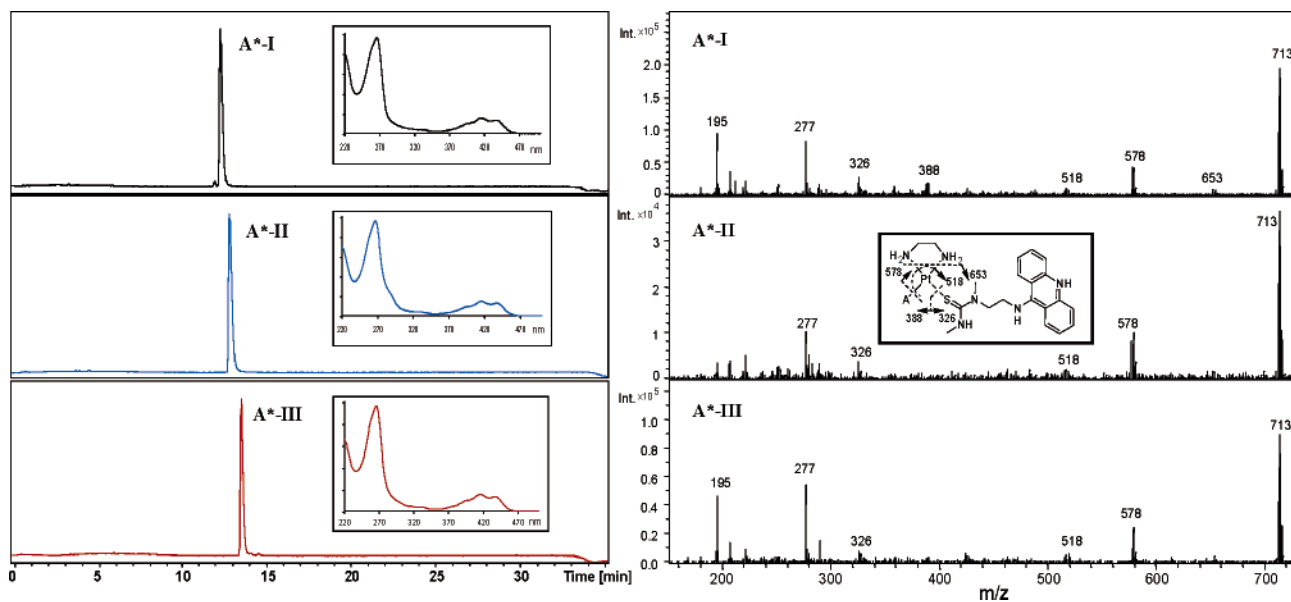 A*-I
220 270 320 370 420 470 nm
A*-II
220 270 320 370 420 470 nm
A*-III
220 270 320 370 420 470 nm
0 5 10 15 20 25 30 Time [min]
Int. x10⁵
A*-I
2.0
1.5
1.0
0.5
0
195 277 326 388 518 578 653 713
Int. x10⁴
A*-II
3
2
1
0
277 326 518 578 713
NH₂ NH₂
578 Pt 518 653
A S N N H NH
388 326 NH
Int. x10⁵
A*-III
1.0
0.8
0.6
0.4
0.2
0.0
195 277 326 518 578 713
200 300 400 500 600 700
m/z